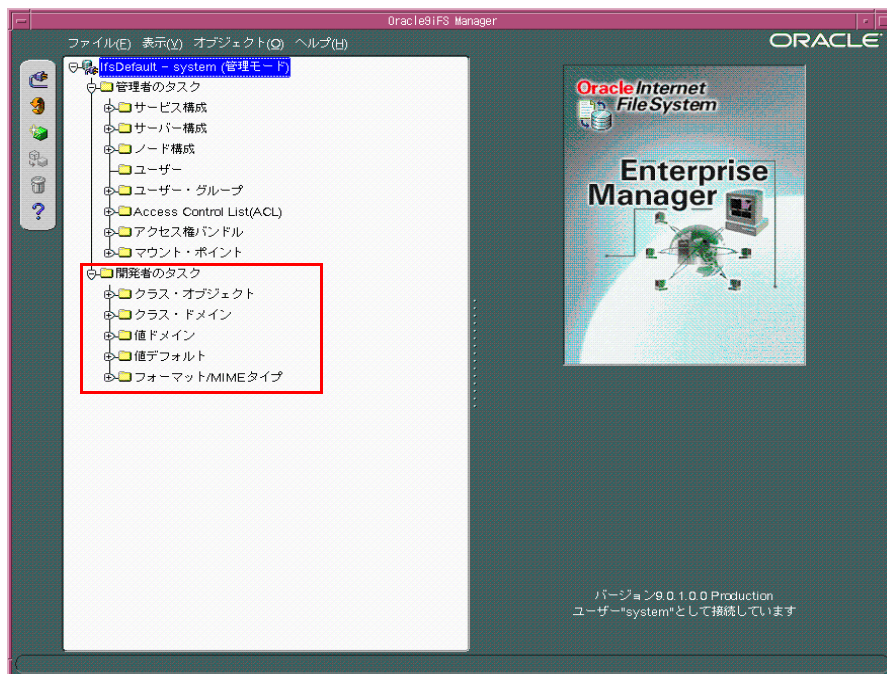 Oracle9iFS Manager
ファイル(F) 表示(V) オブジェクト(O) ヘルプ(H)
ORACLE
IfsDefault - system (管理モード)
管理者のタスク
サービス構成
サーバー構成
ノード構成
ユーザー
ユーザー・グループ
Access Control List(ACL)
アクセス権バンドル
マウント・ポイント
開発者のタスク
クラス・オブジェクト
クラス・ドメイン
値ドメイン
値デフォルト
フォーマット/MIMEタイプ
?
Oracle Internet
File System
Enterprise
Manager
バージョン9.0.1.0.0 Production
ユーザー"system"として接続しています